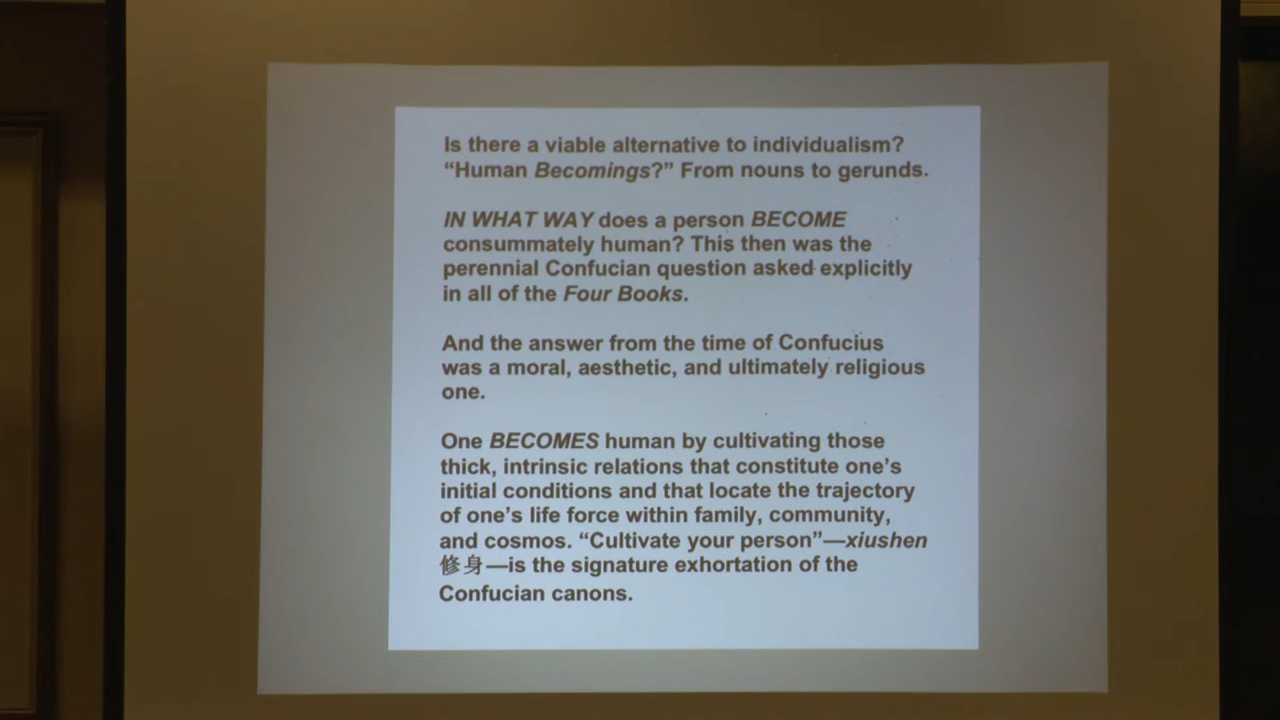 Is there a viable alternative to individualism?
“Human Becomings?” From nouns to gerunds.
IN WHAT WAY does a person BECOME
consummately human? This then was the
perennial Confucian question asked explicitly
in all of the Four Books.
And the answer from the time of Confucius
was a moral, aesthetic, and ultimately religious
one.
One BECOMES human by cultivating those
thick, intrinsic relations that constitute one’s
initial conditions and that locate the trajectory
of one’s life force within family, community,
and cosmos. “Cultivate your person”—xiushen
修身—is the signature exhortation of the
Confucian canons.